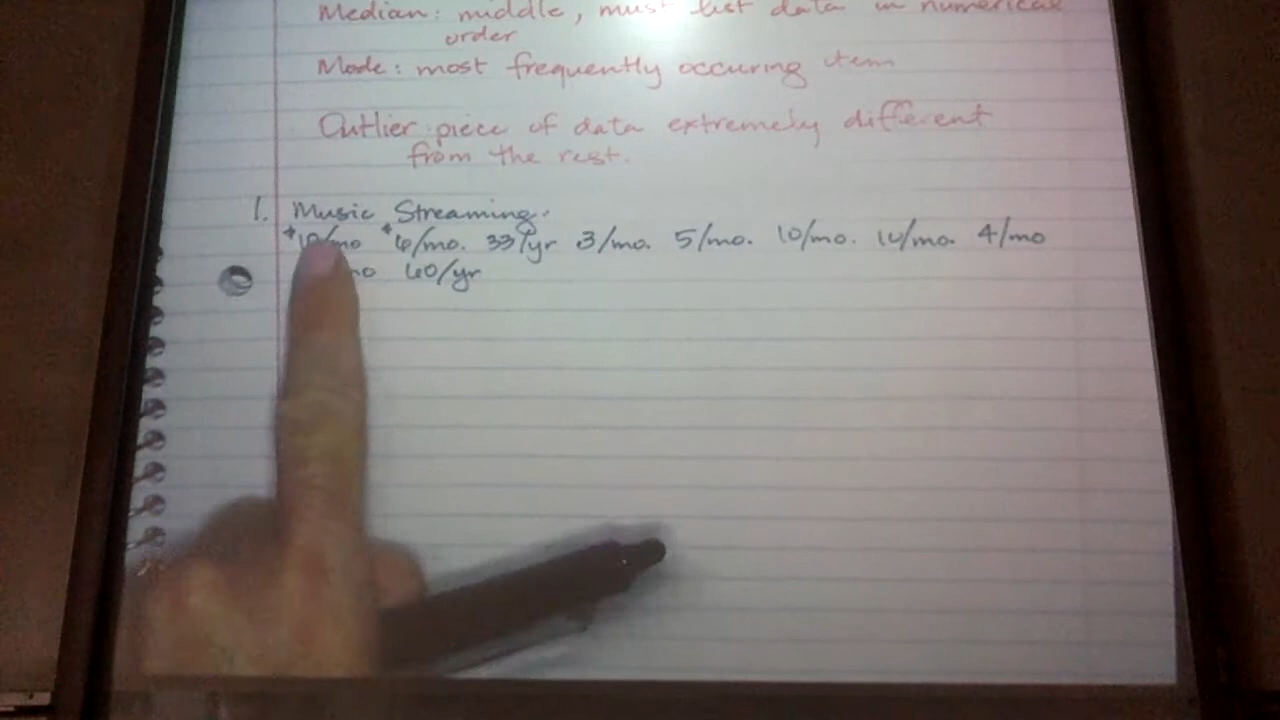 Median: middle, must list data in numerical
order
Mode: most frequently occuring item
Outlier: piece of data extremely different
from the rest.
1. Music Streaming:
$10/mo $6/mo. 33/yr 3/mo. 5/mo. 10/mo. 10/mo. 4/mo
60/yr